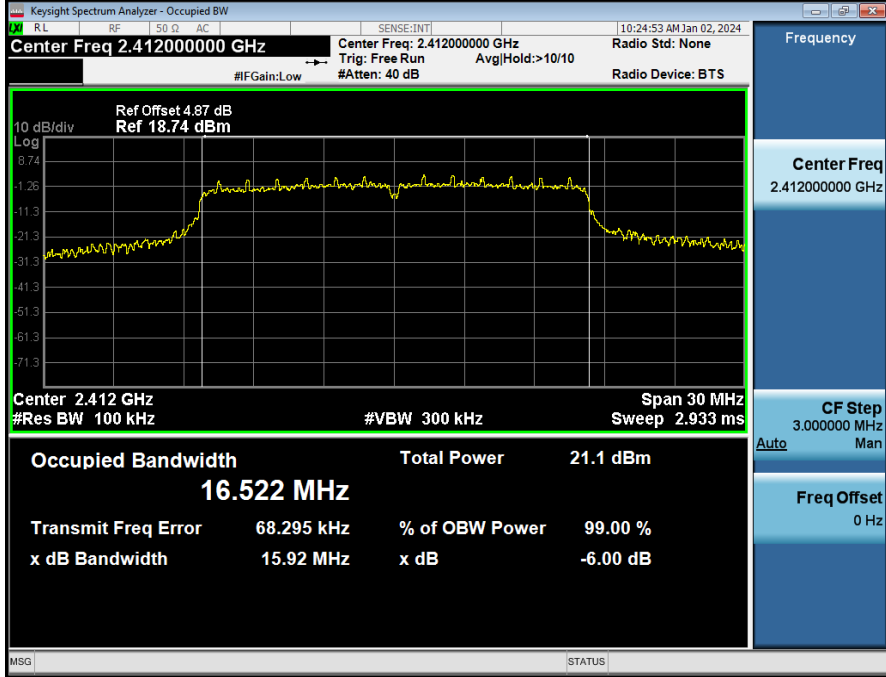 Keysight Spectrum Analyzer - Occupied BW
LXI RL RF 50 Ω AC SENSE:INT 10:24:53 AM Jan 02, 2024
Center Freq 2.412000000 GHz
Center Freq: 2.412000000 GHz
Radio Std: None
Trig: Free Run Avg|Hold:>10/10
#IFGain:Low #Atten: 40 dB
Radio Device: BTS
Ref Offset 4.87 dB
10 dB/div Ref 18.74 dBm
Log
8.74
-1.26
-11.3
-21.3
-31.3
-41.3
-51.3
-61.3
-71.3
Center 2.412 GHz Span 30 MHz
#Res BW 100 kHz #VBW 300 kHz Sweep 2.933 ms
Occupied Bandwidth Total Power 21.1 dBm
16.522 MHz
Transmit Freq Error 68.295 kHz % of OBW Power 99.00 %
x dB Bandwidth 15.92 MHz x dB -6.00 dB
MSG STATUS
Frequency
Center Freq
2.412000000 GHz
CF Step
3.000000 MHz
Auto Man
Freq Offset
0 Hz